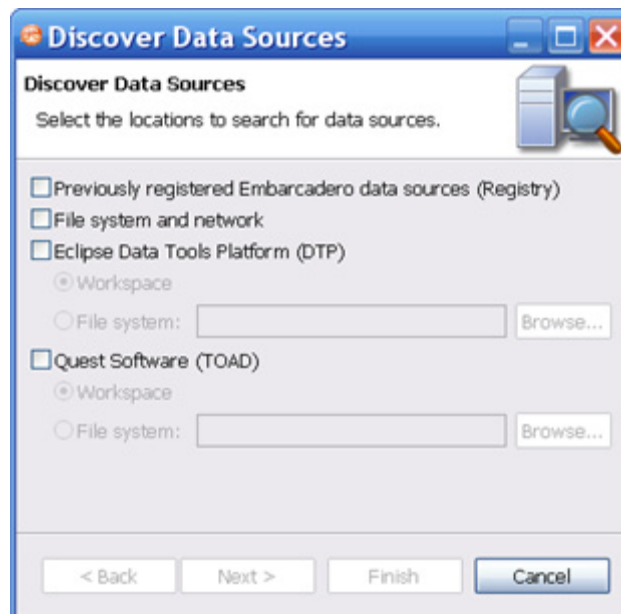 Discover Data Sources
Discover Data Sources
Select the locations to search for data sources.
Previously registered Embarcadero data sources (Registry)
File system and network
Eclipse Data Tools Platform (DTP)
Workspace
File system: Browse...
Quest Software (TOAD)
Workspace
File system: Browse...
< Back Next > Finish Cancel